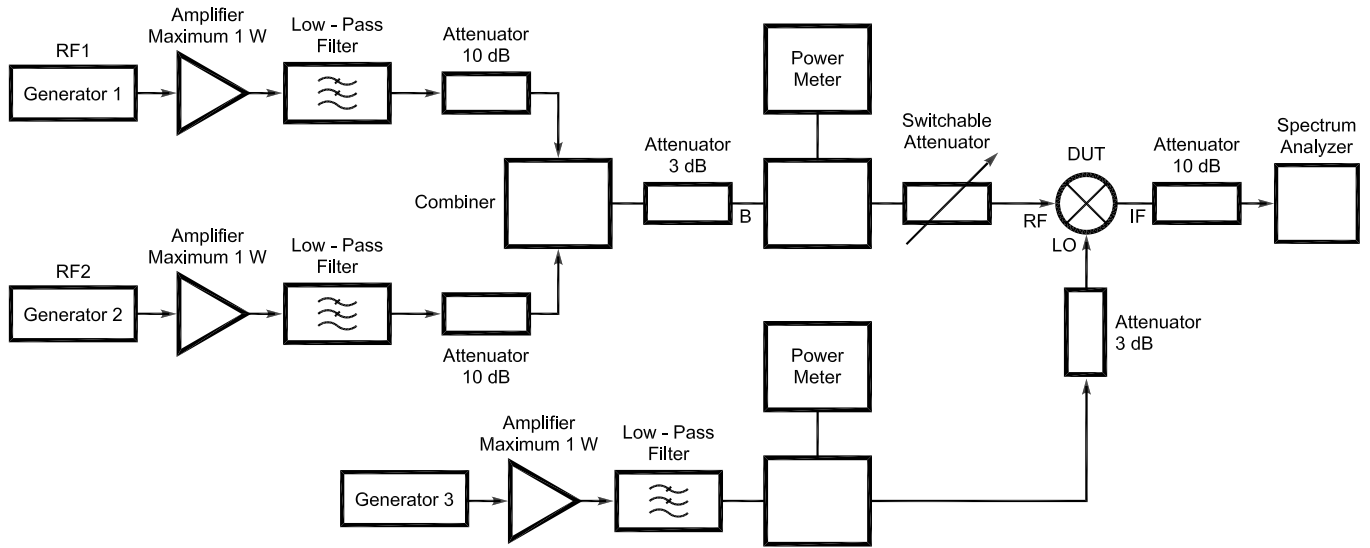 RF1
Generator 1
Amplifier
Maximum 1 W
Low - Pass
Filter
Attenuator
10 dB
Combiner
Attenuator
3 dB
B
Power
Meter
Switchable
Attenuator
RF
DUT
LO
IF
Attenuator
10 dB
Spectrum
Analyzer
RF2
Generator 2
Amplifier
Maximum 1 W
Low - Pass
Filter
Attenuator
10 dB
Attenuator
3 dB
Generator 3
Amplifier
Maximum 1 W
Low - Pass
Filter
Power
Meter